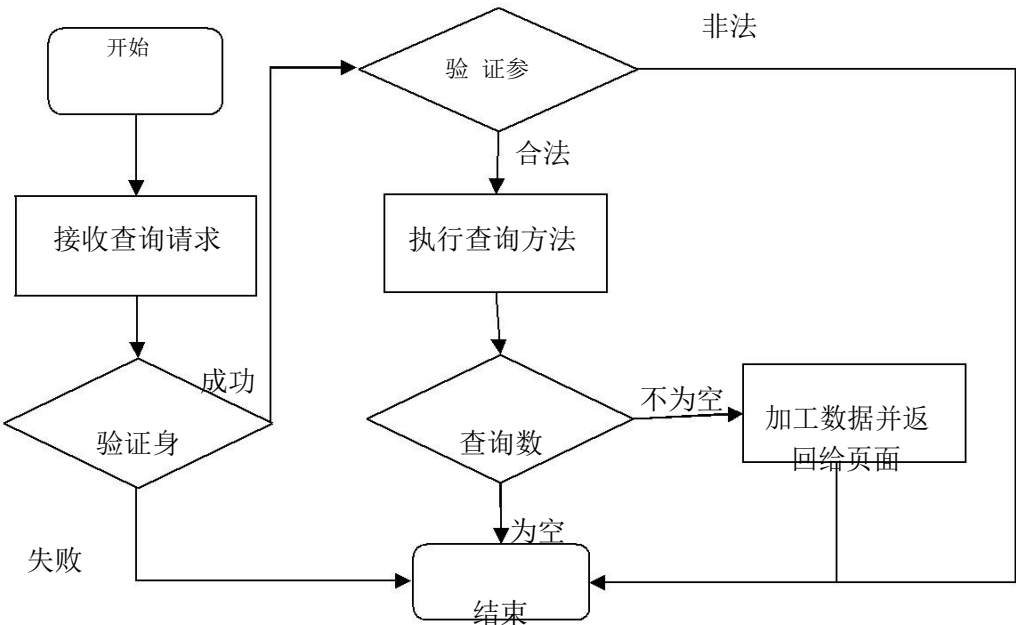 开始
接收查询请求
成功
验证身
失败
验 证参
非法
合法
执行查询方法
查询数
不为空
加工数据并返
回给页面
为空
结束